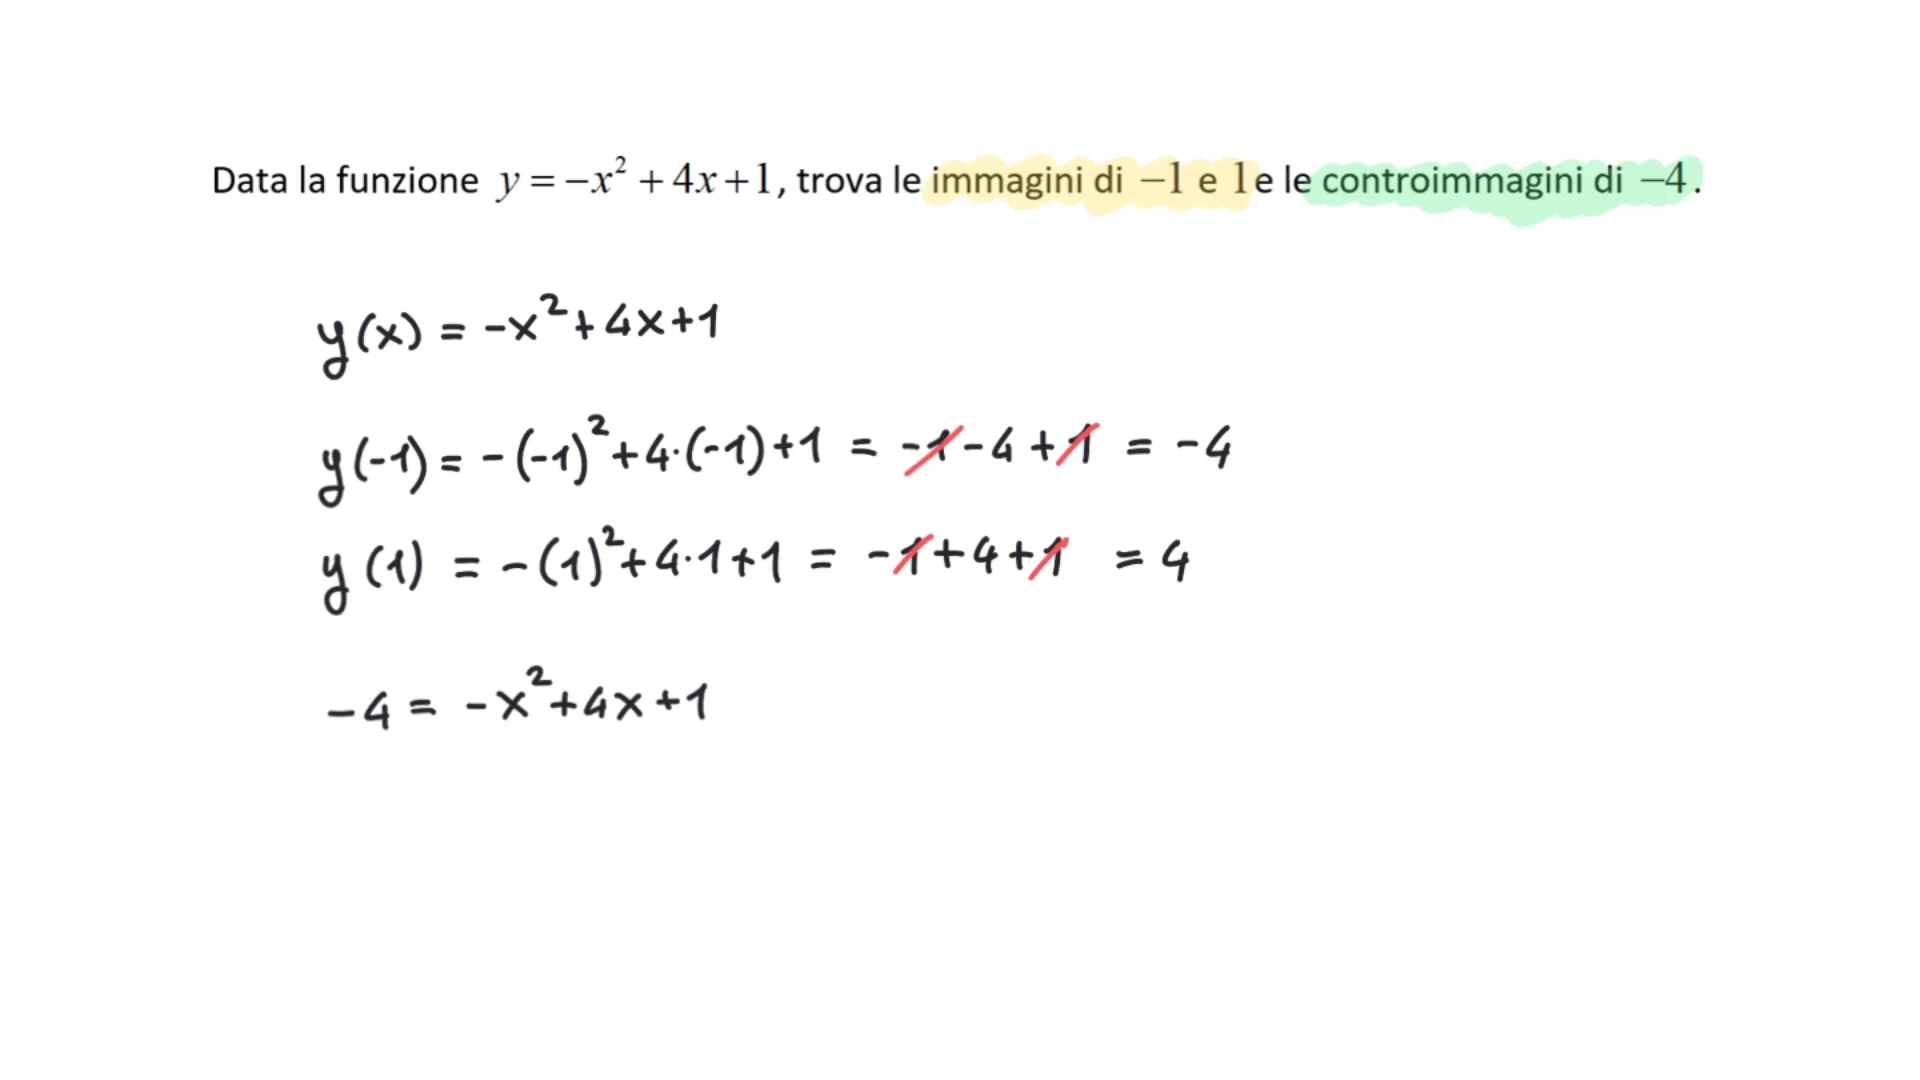 Data la funzione y = −x² + 4x + 1, trova le immagini di −1 e 1 e le controimmagini di −4.
y(x) = -x² + 4x + 1
y(-1) = -(-1)² + 4·(-1) + 1 = -1 - 4 + 1 = -4
y(1) = -(1)² + 4·1 + 1 = -1 + 4 + 1 = 4
-4 = -x² + 4x + 1